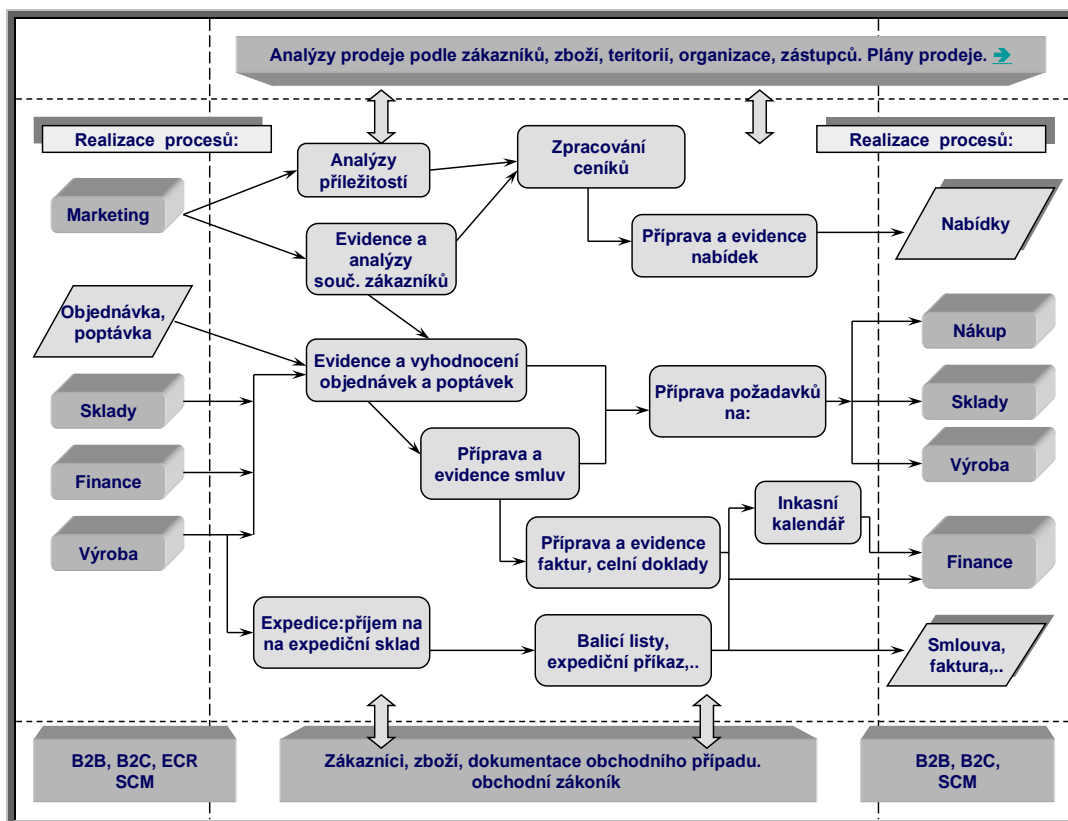 Analýzy prodeje podle zákazníků, zboží, teritorií, organizace, zástupců. Plány prodeje. ➔
Realizace procesů:
Realizace procesů:
Analýzy
příležitostí
Zpracování
ceníků
Marketing
Nabídky
Evidence a
analýzy
souč. zákazníků
Příprava a evidence
nabídek
Objednávka,
poptávka
Nákup
Evidence a vyhodnocení
objednávek a poptávek
Příprava požadavků
na:
Sklady
Sklady
Příprava a
evidence smluv
Výroba
Finance
Inkasní
kalendář
Výroba
Příprava a evidence
faktur, celní doklady
Finance
Expedice:příjem na
na expediční sklad
Balicí listy,
expediční příkaz,..
Smlouva,
faktura,..
B2B, B2C, ECR
SCM
Zákazníci, zboží, dokumentace obchodního případu.
obchodní zákoník
B2B, B2C,
SCM